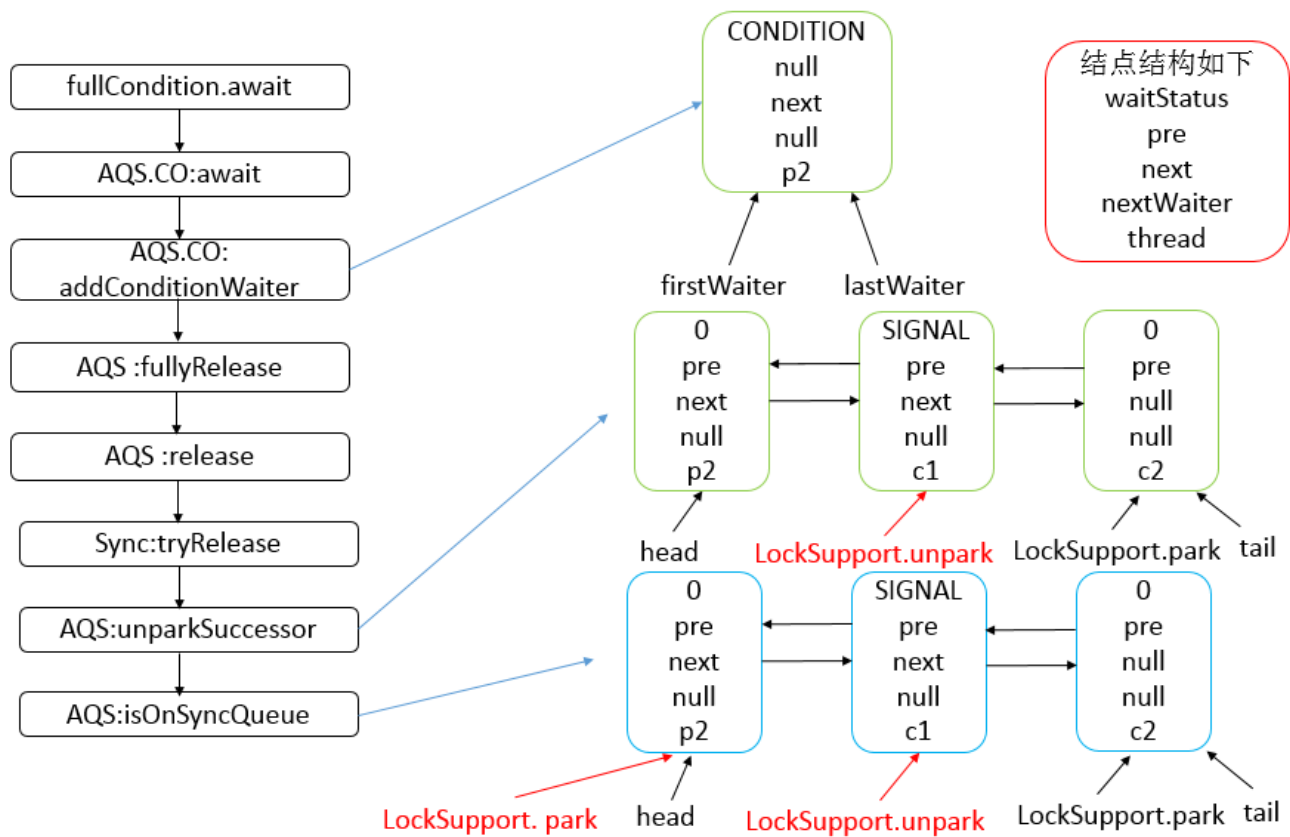 fullCondition.await
AQS.CO:await
AQS.CO:
addConditionWaiter
AQS :fullyRelease
AQS :release
Sync:tryRelease
AQS:unparkSuccessor
AQS:isOnSyncQueue
CONDITION
null
next
null
p2
firstWaiter
lastWaiter
结点结构如下
waitStatus
pre
next
nextWaiter
thread
0
pre
next
null
p2
SIGNAL
pre
next
null
c1
0
pre
null
null
c2
head
LockSupport.unpark
LockSupport.park
tail
0
pre
next
null
p2
SIGNAL
pre
next
null
c1
0
pre
null
null
c2
LockSupport. park
head
LockSupport.unpark
LockSupport.park
tail